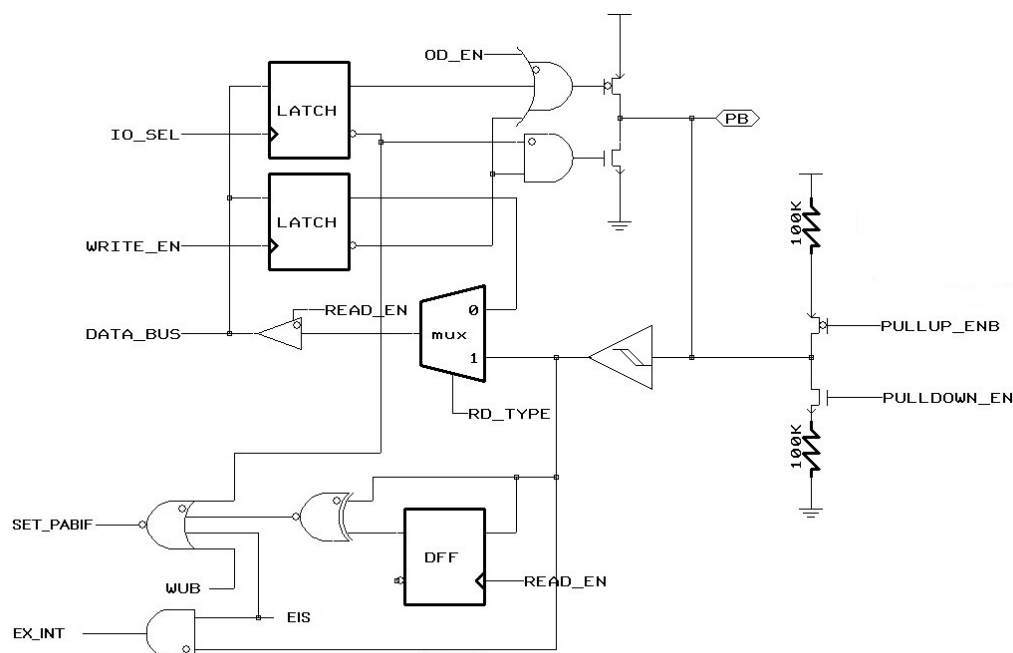 OD_EN
LATCH
IO_SEL
PB
LATCH
WRITE_EN
100K
READ_EN
DATA_BUS
0
mux
1
PULLUP_ENB
RD_TYPE
PULLDOWN_EN
100K
SET_PABIF
DFF
READ_EN
WUB
EIS
EX_INT